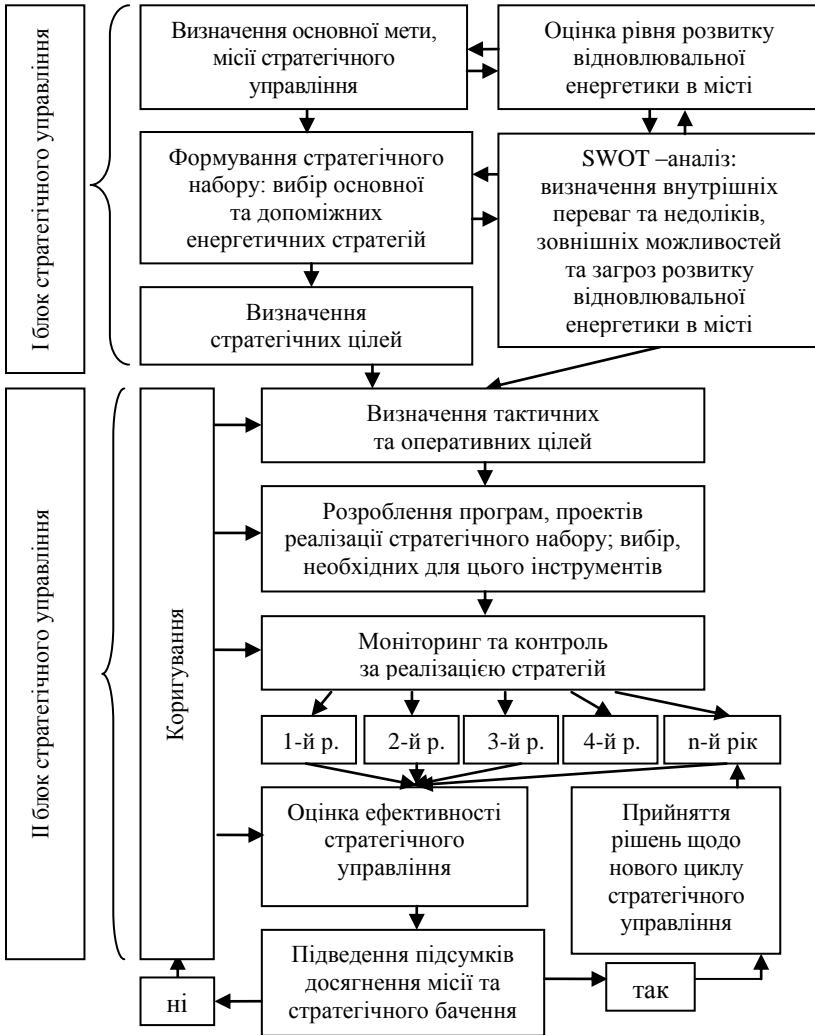 І блок стратегічного управління
Визначення основної мети,
місії стратегічного
управління
Оцінка рівня розвитку
відновлювальної
енергетики в місті
Формування стратегічного
набору: вибір основної
та допоміжних
енергетичних стратегій
SWOT –аналіз:
визначення внутрішніх
переваг та недоліків,
зовнішніх можливостей
та загроз розвитку
відновлювальної
енергетики в місті
Визначення
стратегічних цілей
ІІ блок стратегічного управління
Коригування
Визначення тактичних
та оперативних цілей
Розроблення програм, проектів
реалізації стратегічного набору; вибір,
необхідних для цього інструментів
Моніторинг та контроль
за реалізацією стратегій
1-й р.
2-й р.
3-й р.
4-й р.
n-й рік
Оцінка ефективності
стратегічного
управління
Прийняття
рішень щодо
нового циклу
стратегічного
управління
Підведення підсумків
досягнення місії та
стратегічного бачення
ні
так